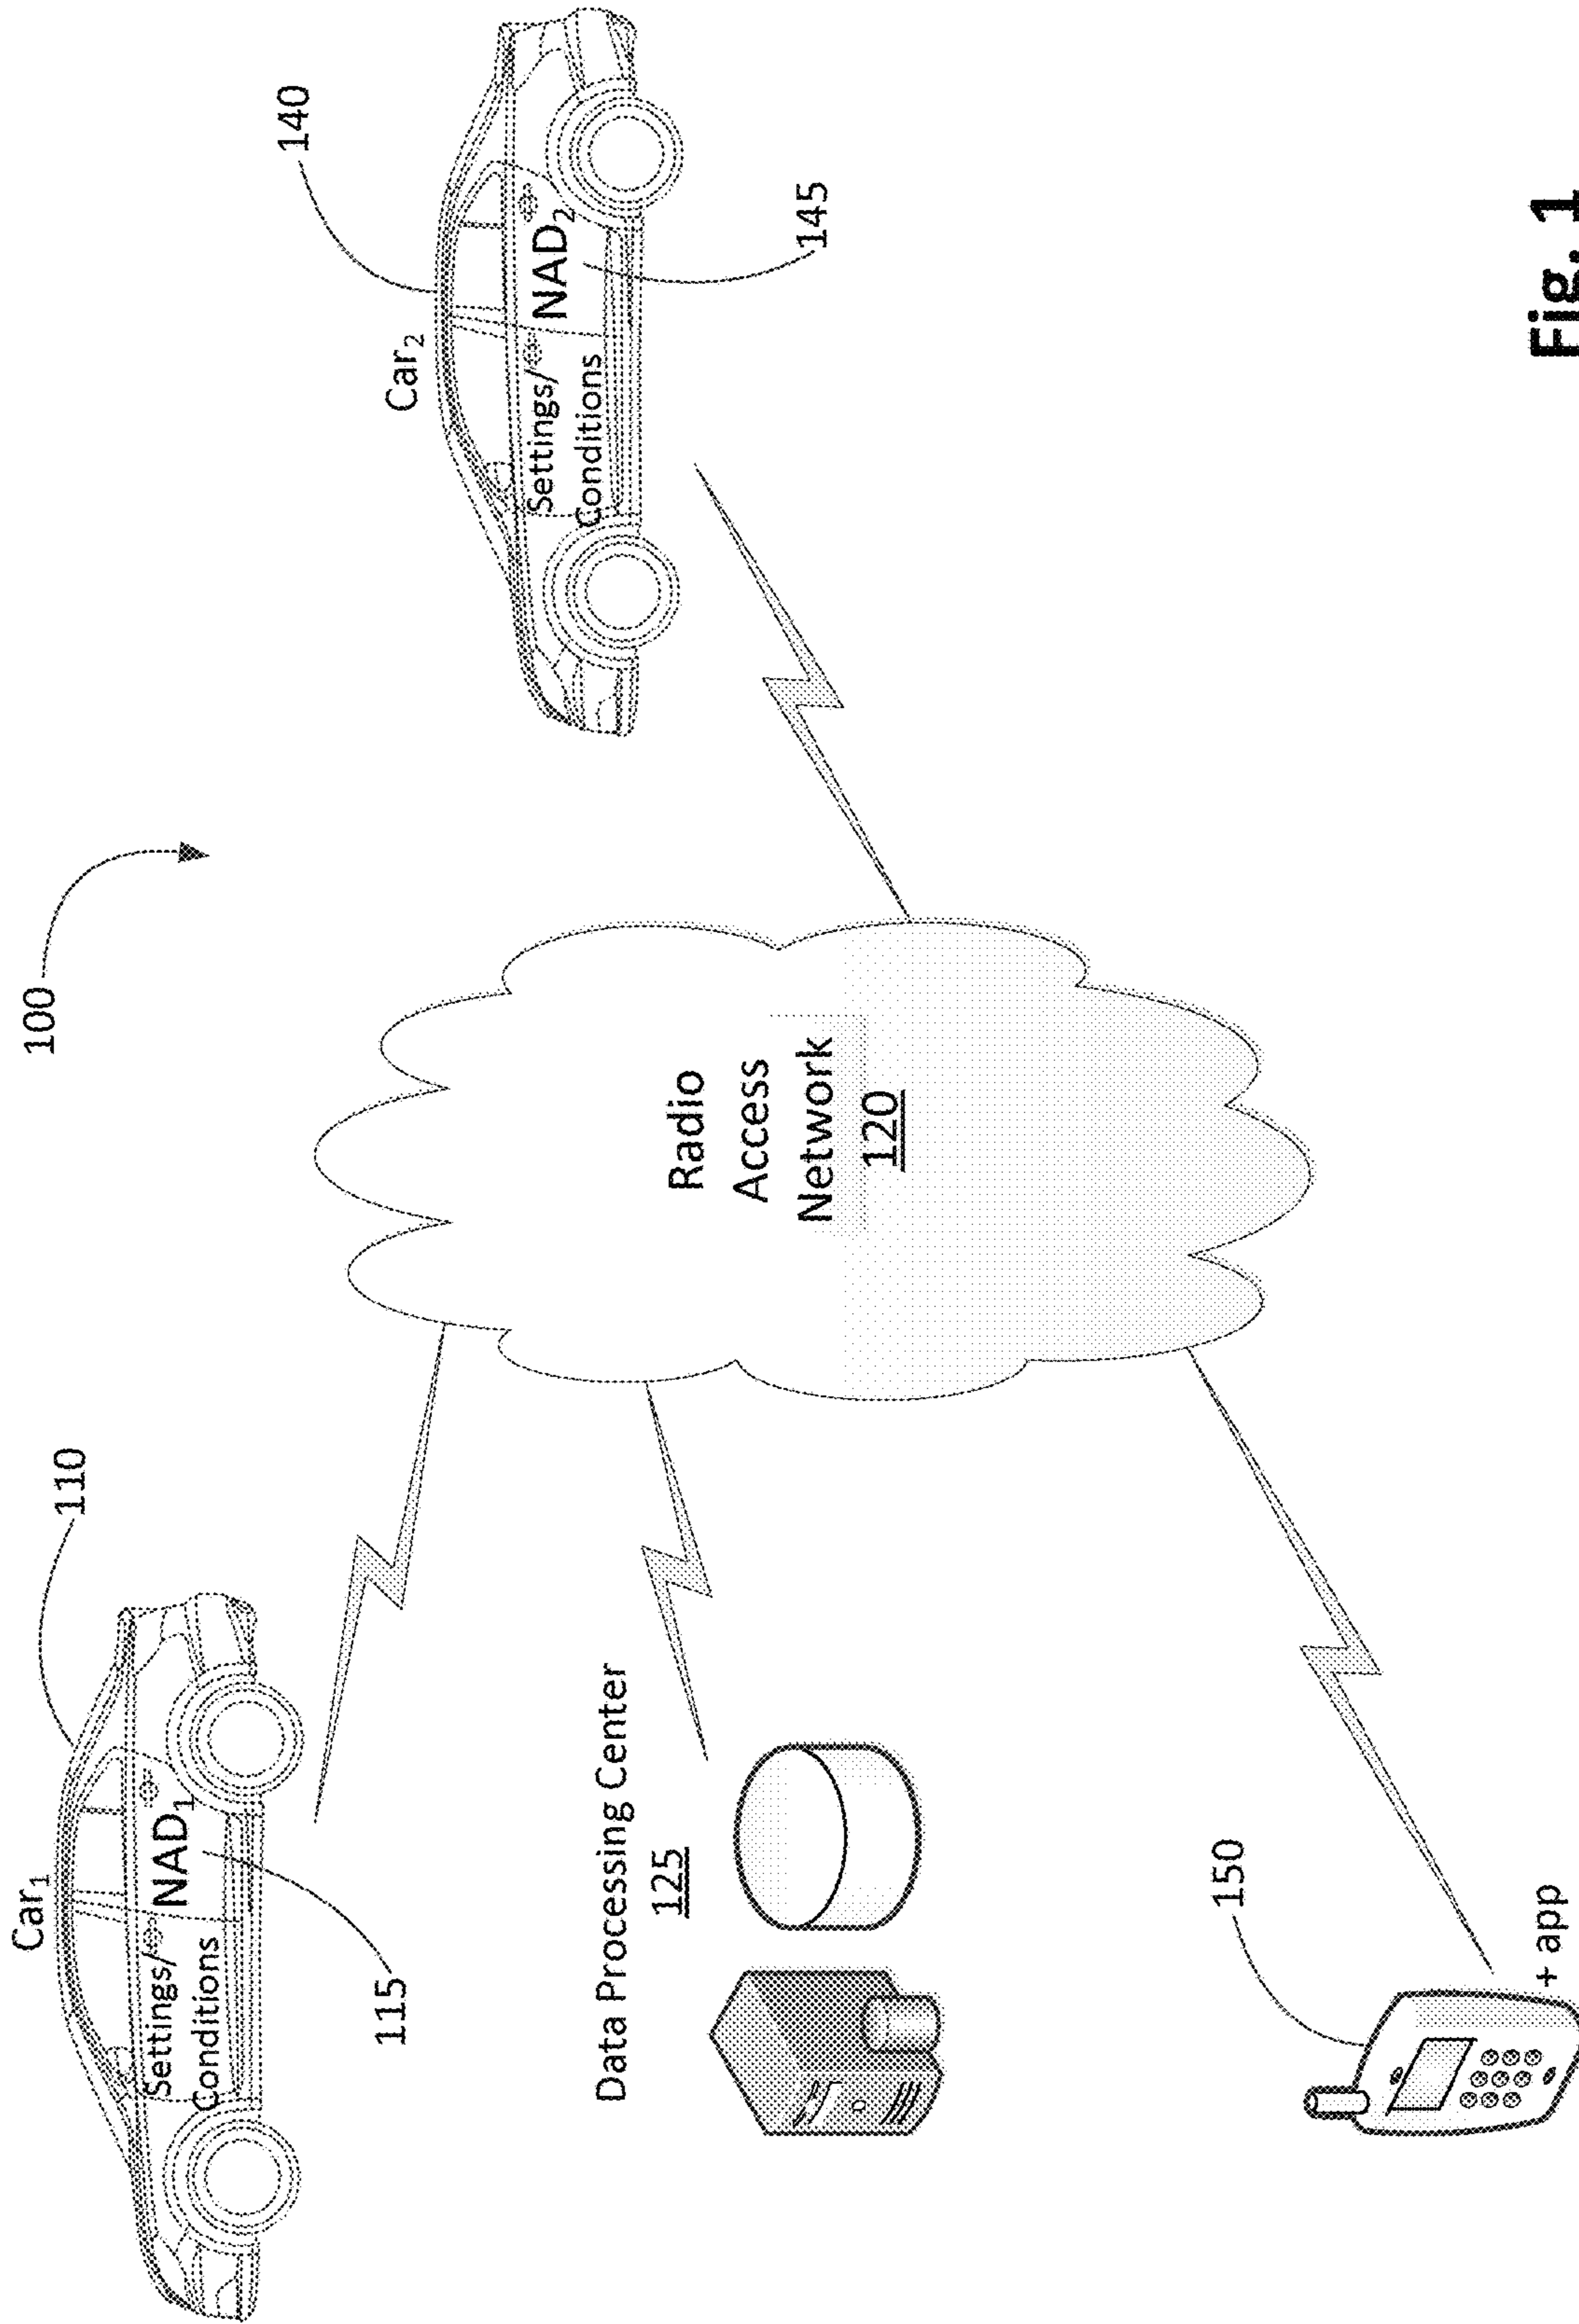 100
Car₁
110
Settings/
Conditions
NAD₁
115
Car₂
140
Settings/
Conditions
NAD₂
145
Data Processing Center
125
Radio
Access
Network
120
150
+ app
Fig. 1